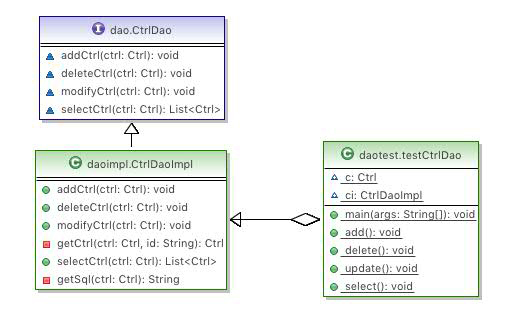 I dao.CtrlDao
addCtrl(ctrl: Ctrl): void
deleteCtrl(ctrl: Ctrl): void
modifyCtrl(ctrl: Ctrl): void
selectCtrl(ctrl: Ctrl): List<Ctrl>
C daoimpl.CtrlDaoImpl
addCtrl(ctrl: Ctrl): void
deleteCtrl(ctrl: Ctrl): void
modifyCtrl(ctrl: Ctrl): void
getCtrl(ctrl: Ctrl, id: String): Ctrl
selectCtrl(ctrl: Ctrl): List<Ctrl>
getSql(ctrl: Ctrl): String
C daotest.testCtrlDao
c: Ctrl
ci: CtrlDaoImpl
main(args: String[]): void
add(): void
delete(): void
update(): void
select(): void